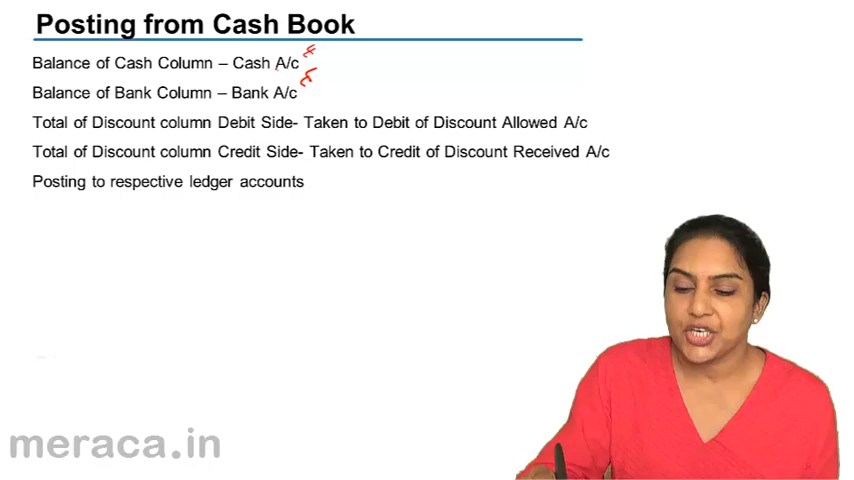 Posting from Cash Book
Balance of Cash Column – Cash A/c
Balance of Bank Column – Bank A/c
Total of Discount column Debit Side- Taken to Debit of Discount Allowed A/c
Total of Discount column Credit Side- Taken to Credit of Discount Received A/c
Posting to respective ledger accounts
meraca.in